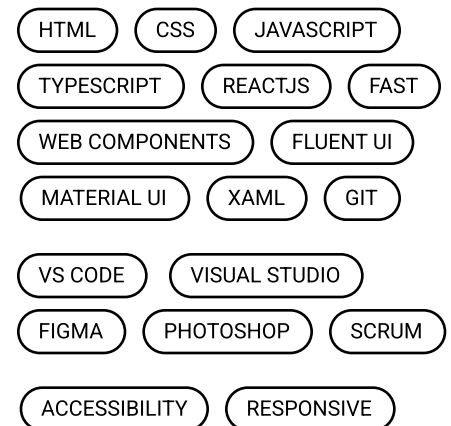 HTML CSS JAVASCRIPT
TYPESCRIPT REACTJS FAST
WEB COMPONENTS FLUENT UI
MATERIAL UI XAML GIT
VS CODE VISUAL STUDIO
FIGMA PHOTOSHOP SCRUM
ACCESSIBILITY RESPONSIVE